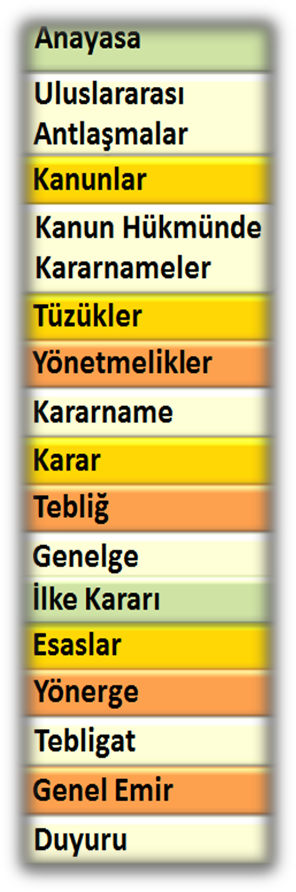 Anayasa
Uluslararası
Antlaşmalar
Kanunlar
Kanun Hükmünde
Kararnameler
Tüzükler
Yönetmelikler
Kararname
Karar
Tebliğ
Genelge
İlke Kararı
Esaslar
Yönerge
Tebligat
Genel Emir
Duyuru